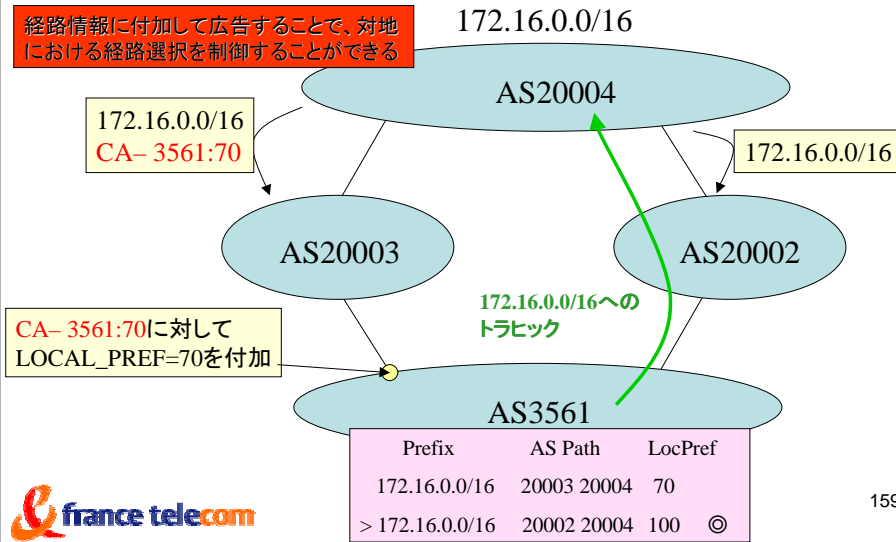 経路情報に付加して広告することで、対地
における経路選択を制御することができる
172.16.0.0/16
AS20004
172.16.0.0/16
CA– 3561:70
172.16.0.0/16
AS20003
AS20002
172.16.0.0/16への
トラヒック
CA– 3561:70に対して
LOCAL_PREF=70を付加
AS3561
Prefix AS Path LocPref
172.16.0.0/16 20003 20004 70
> 172.16.0.0/16 20002 20004 100 ◎
france telecom
159